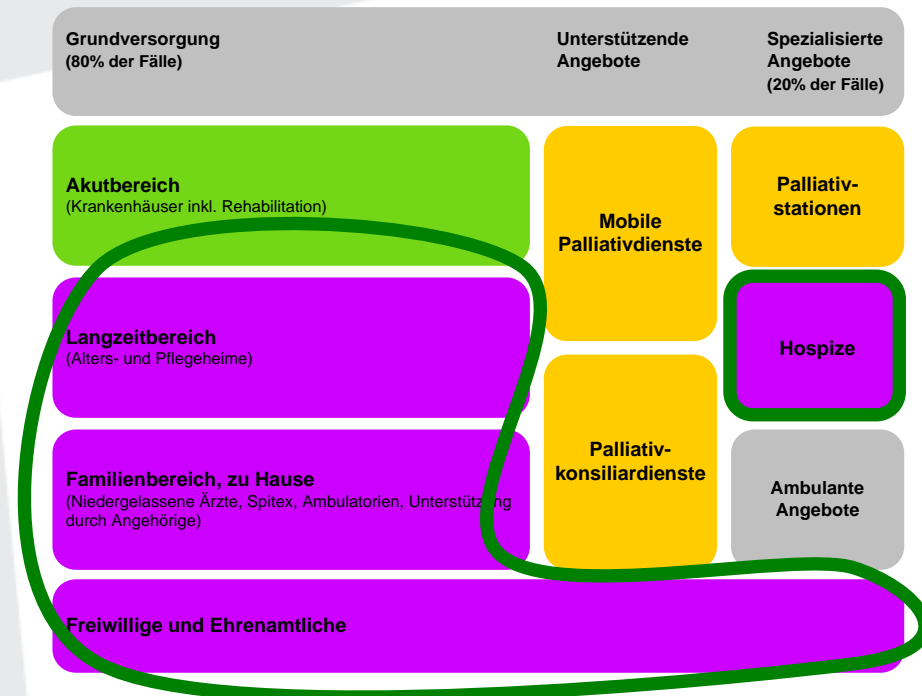 Grundversorgung
(80% der Fälle)
Unterstützende
Angebote
Spezialisierte
Angebote
(20% der Fälle)
Akutbereich
(Krankenhäuser inkl. Rehabilitation)
Mobile
Palliativdienste
Palliativ-
stationen
Langzeitbereich
(Alters- und Pflegeheime)
Hospize
Familienbereich, zu Hause
(Niedergelassene Ärzte, Spitex, Ambulatorien, Unterstützung
durch Angehörige)
Palliativ-
konsiliardienste
Ambulante
Angebote
Freiwillige und Ehrenamtliche